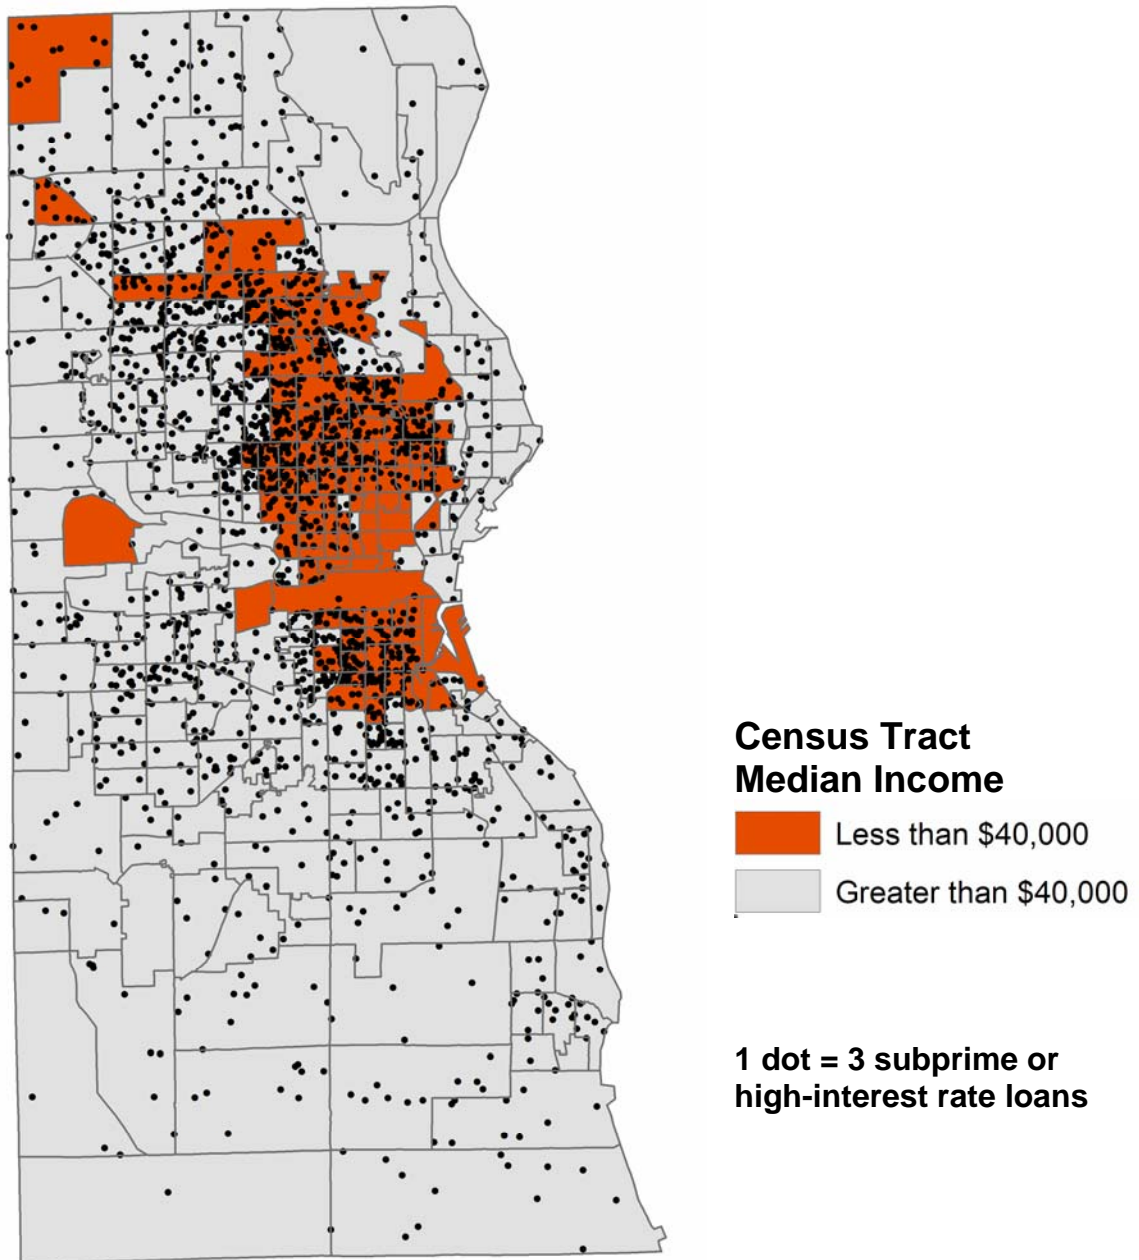 Census Tract
Median Income
Less than $40,000
Greater than $40,000
1 dot = 3 subprime or
high-interest rate loans